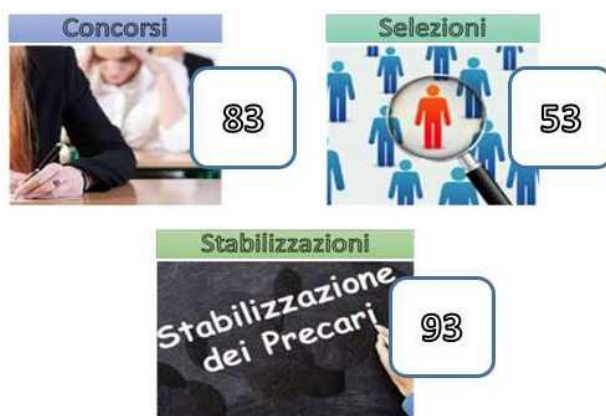 Concorsi
83
Selezioni
53
Stabilizzazioni
Stabilizzazione
dei Precari
93